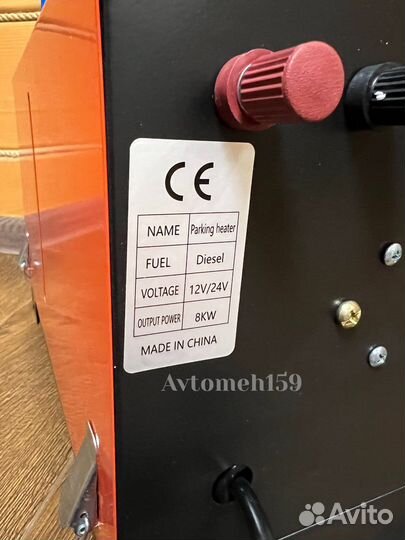 CE
NAME Parking heater
FUEL Diesel
VOLTAGE 12V/24V
OUTPUT POWER 8KW
MADE IN CHINA
Avtomeh159
Avito